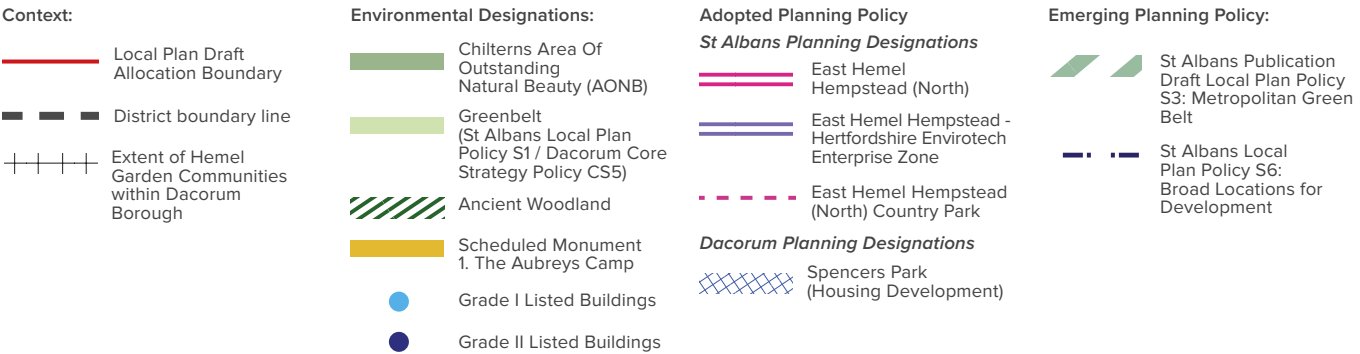 Context:
Local Plan Draft
Allocation Boundary
District boundary line
Extent of Hemel
Garden Communities
within Dacorum
Borough
Environmental Designations:
Chilterns Area Of
Outstanding
Natural Beauty (AONB)
Greenbelt
(St Albans Local Plan
Policy S1 / Dacorum Core
Strategy Policy CS5)
Ancient Woodland
Scheduled Monument
1. The Aubreys Camp
Grade I Listed Buildings
Grade II Listed Buildings
Adopted Planning Policy
St Albans Planning Designations
East Hemel
Hempstead (North)
East Hemel Hempstead -
Hertfordshire Envirotech
Enterprise Zone
East Hemel Hempstead
(North) Country Park
Dacorum Planning Designations
Spencers Park
(Housing Development)
Emerging Planning Policy:
St Albans Publication
Draft Local Plan Policy
S3: Metropolitan Green
Belt
St Albans Local
Plan Policy S6:
Broad Locations for
Development